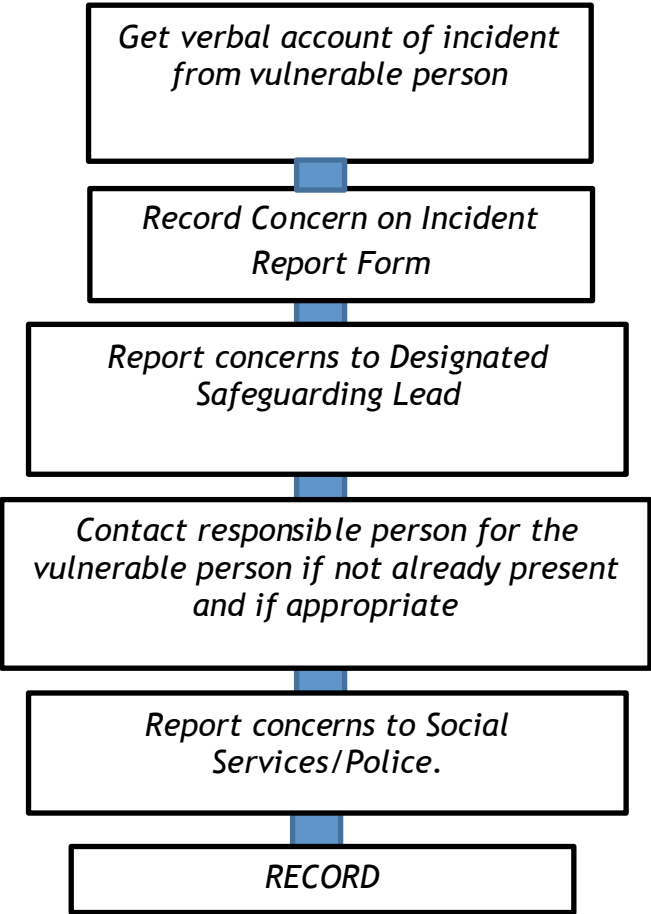 Get verbal account of incident
from vulnerable person
Record Concern on Incident
Report Form
Report concerns to Designated
Safeguarding Lead
Contact responsible person for the
vulnerable person if not already present
and if appropriate
Report concerns to Social
Services/Police.
RECORD